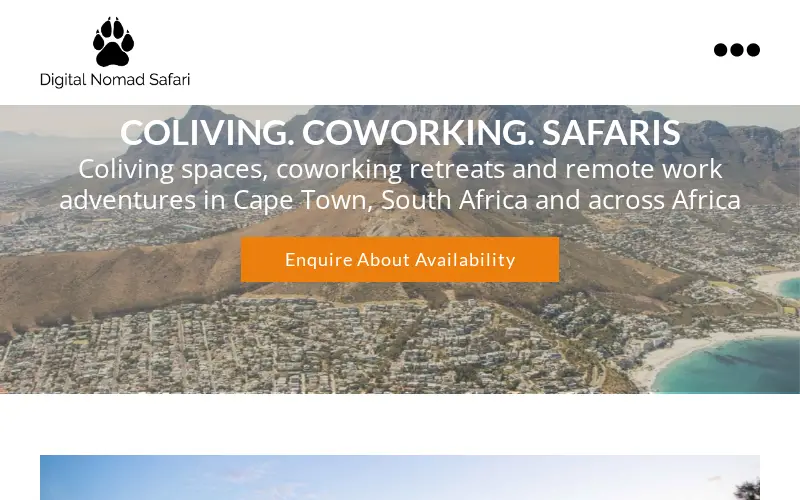 Digital Nomad Safari
COLIVING. COWORKING. SAFARIS
Coliving spaces, coworking retreats and remote work
adventures in Cape Town, South Africa and across Africa
Enquire About Availability